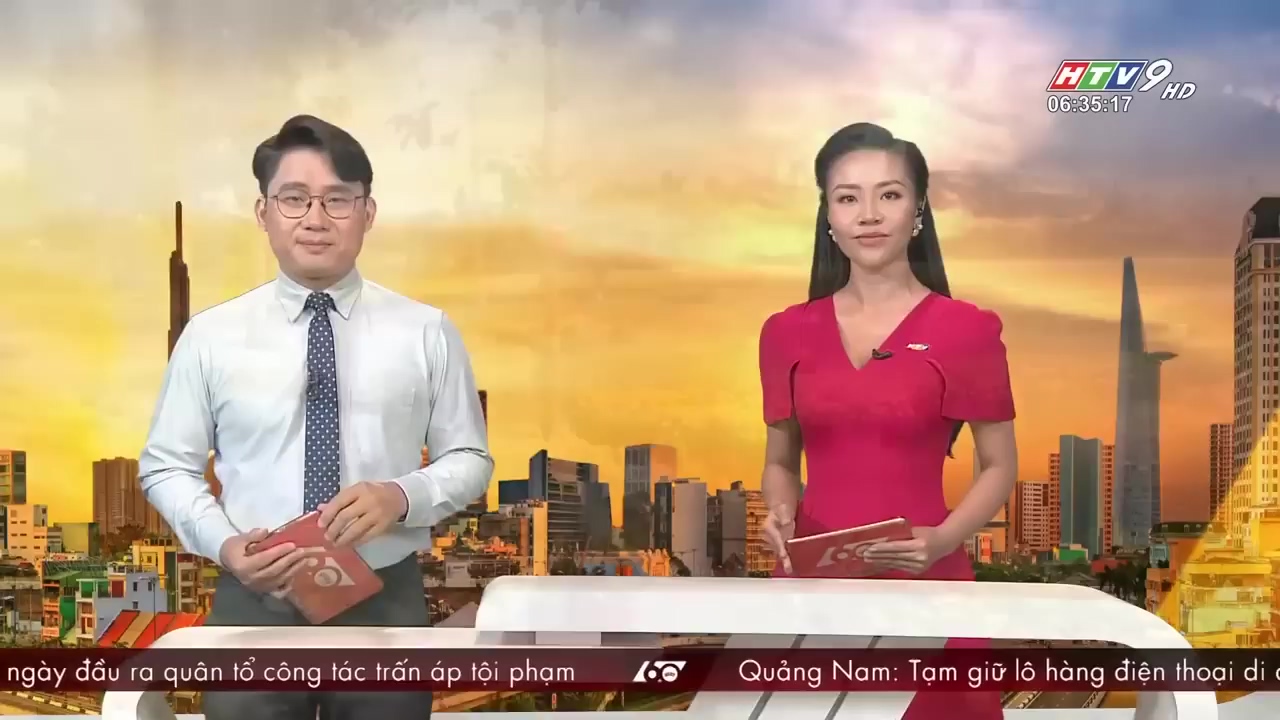 HTV9 HD
06:35:17
ngày đầu ra quân tổ công tác trấn áp tội phạm 60 Quảng Nam: Tạm giữ lô hàng điện thoại di